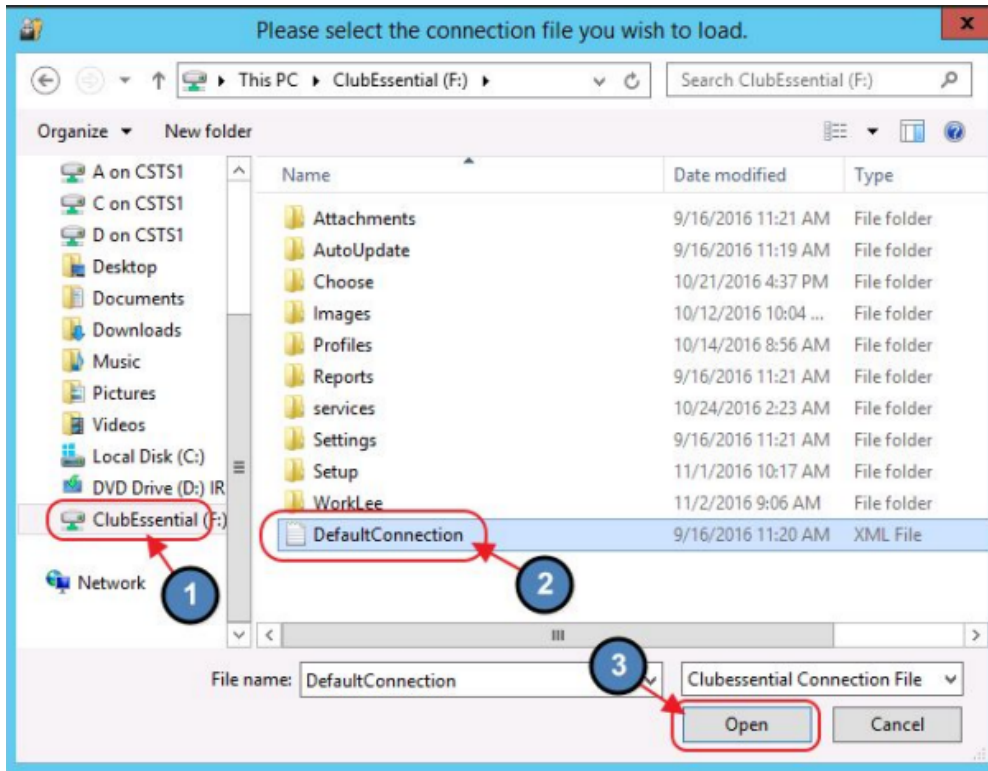 Please select the connection file you wish to load.
x
This PC ClubEssential (F:)
Search ClubEssential (F:)
Organize New folder
A on CSTS1
C on CSTS1
D on CSTS1
Desktop
Documents
Downloads
Music
Pictures
Videos
Local Disk (C:)
DVD Drive (D:) IR
ClubEssential (F:)
Network
Name Date modified Type
Attachments 9/16/2016 11:21 AM File folder
AutoUpdate 9/16/2016 11:19 AM File folder
Choose 10/21/2016 4:37 PM File folder
Images 10/12/2016 10:04 ... File folder
Profiles 10/14/2016 8:56 AM File folder
Reports 9/16/2016 11:21 AM File folder
services 10/24/2016 2:23 AM File folder
Settings 9/16/2016 11:21 AM File folder
Setup 11/1/2016 10:17 AM File folder
WorkLee 11/2/2016 9:06 AM File folder
DefaultConnection 9/16/2016 11:20 AM XML File
1
2
3
File name: DefaultConnection Clubessential Connection File
Open Cancel